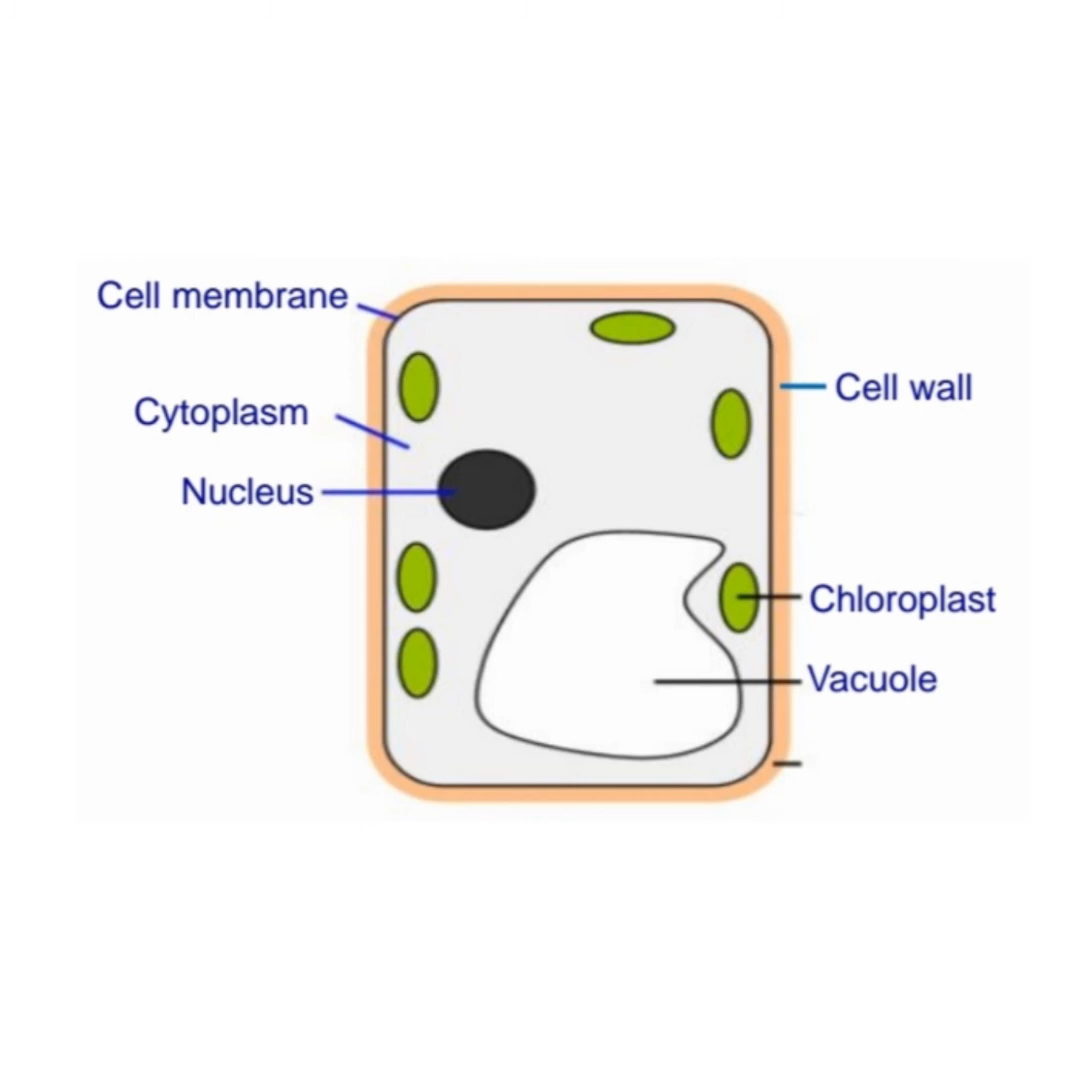 Cell membrane
Cytoplasm
Nucleus
Cell wall
Chloroplast
Vacuole